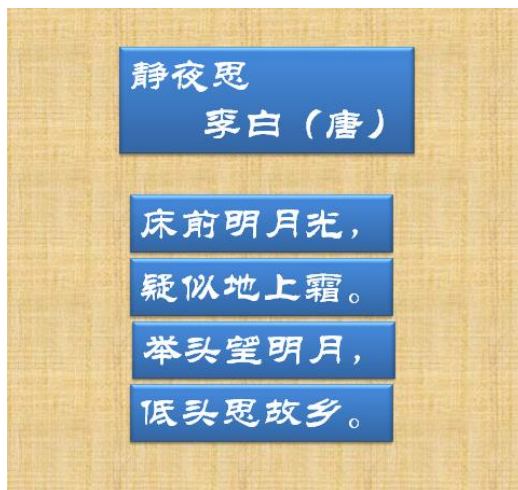 静夜思
李白（唐）
床前明月光，
疑似地上霜。
举头望明月，
低头思故乡。